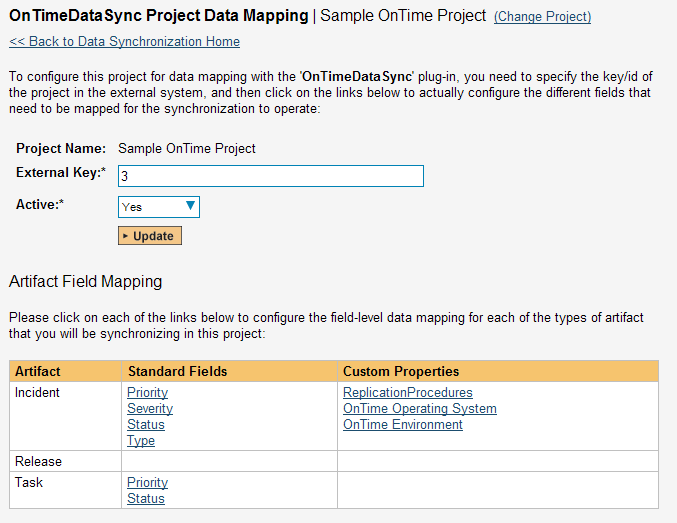 OnTimeDataSync Project Data Mapping | Sample OnTime Project (Change Project)
<< Back to Data Synchronization Home
To configure this project for data mapping with the 'OnTimeDataSync' plug-in, you need to specify the key/id of
the project in the external system, and then click on the links below to actually configure the different fields that
need to be mapped for the synchronization to operate:
Project Name: Sample OnTime Project
External Key:* 3
Active:* Yes
Update
Artifact Field Mapping
Please click on each of the links below to configure the field-level data mapping for each of the types of artifact
that you will be synchronizing in this project:
Artifact Standard Fields Custom Properties
Incident Priority ReplicationProcedures
Severity OnTime Operating System
Status OnTime Environment
Type
Release
Task Priority
Status